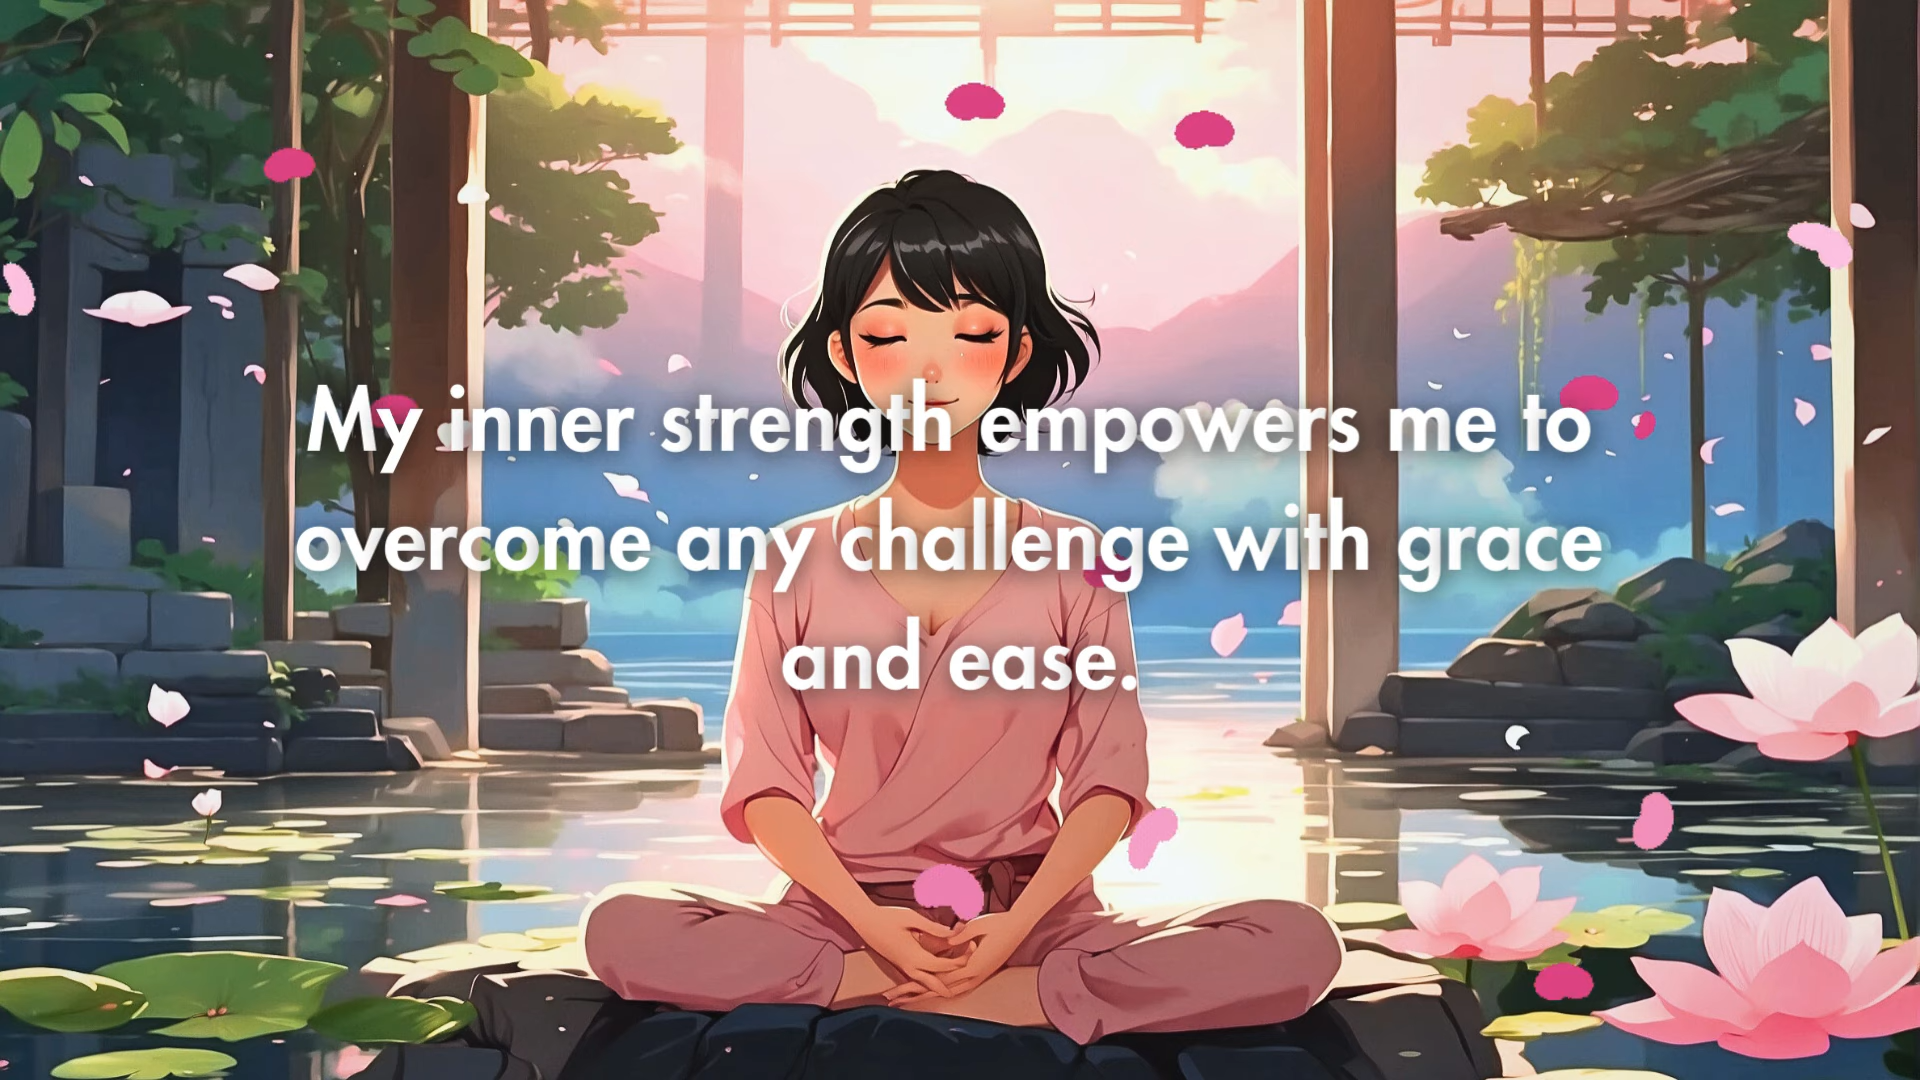 My inner strength empowers me to
overcome any challenge with grace
and ease.